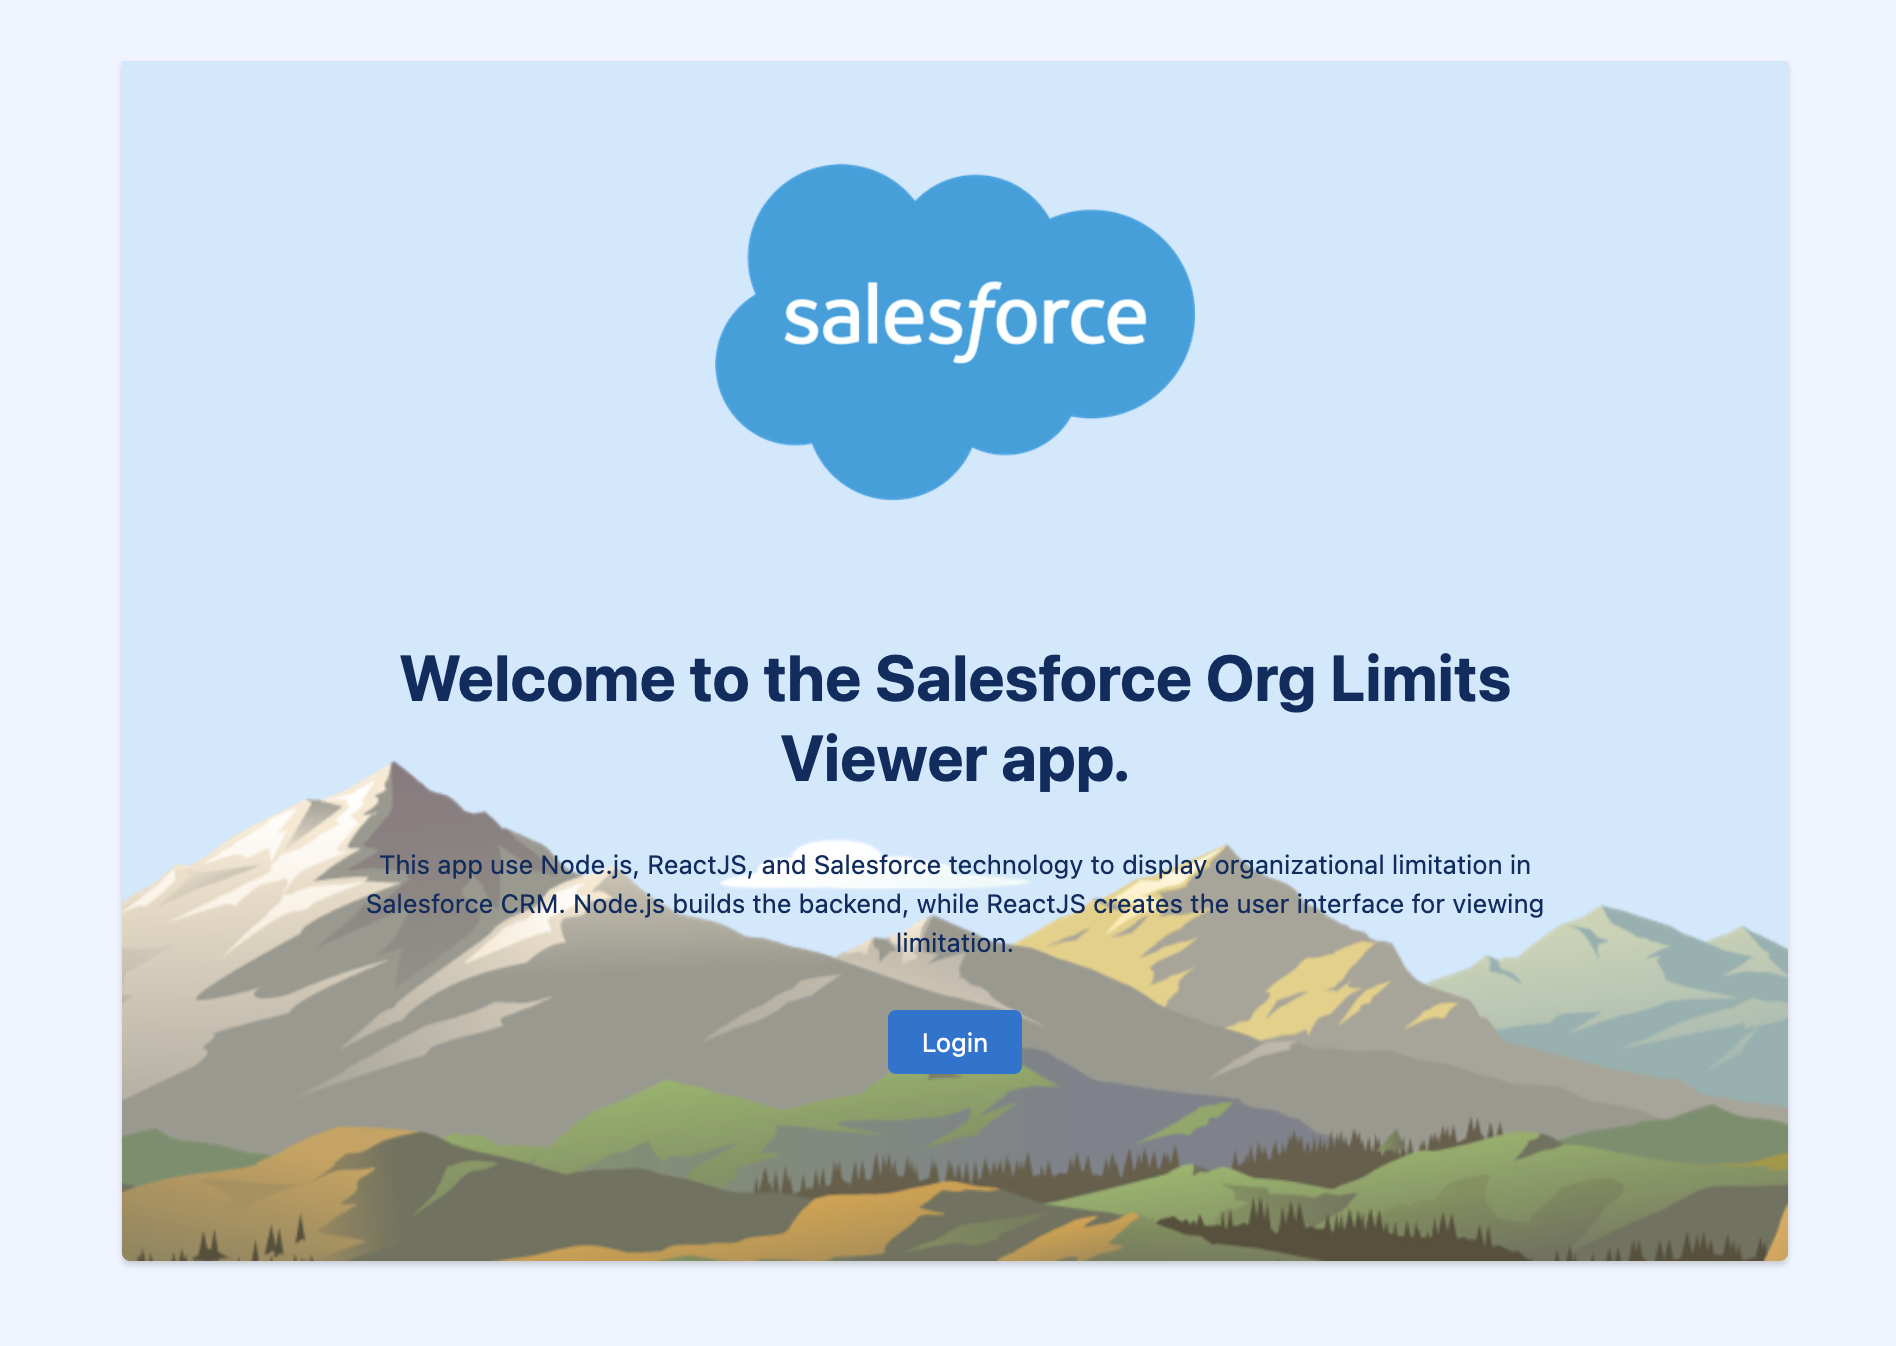 salesforce
Welcome to the Salesforce Org Limits
Viewer app.
This app use Node.js, ReactJS, and Salesforce technology to display organizational limitation in
Salesforce CRM. Node.js builds the backend, while ReactJS creates the user interface for viewing
limitation.
Login